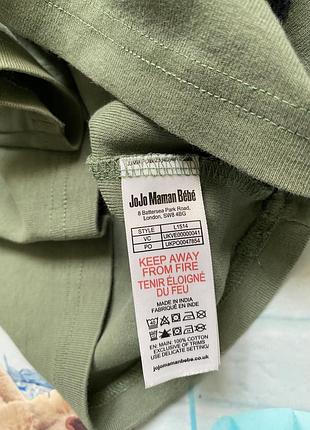 JoJo Maman Bébé
8 Battersea Park Road,
London, SW8 4BG
STYLE L1514
VC UKVE00000041
PO UKPO0047854
KEEP AWAY
FROM FIRE
TENIR ÉLOIGNÉ
DU FEU
MADE IN INDIA
FABRIQUÉ EN INDE
EN: MAIN: 100% COTTON
EXCLUSIVE OF TRIMS
USE DELICATE SETTING/
jojomamanbebe.co.uk